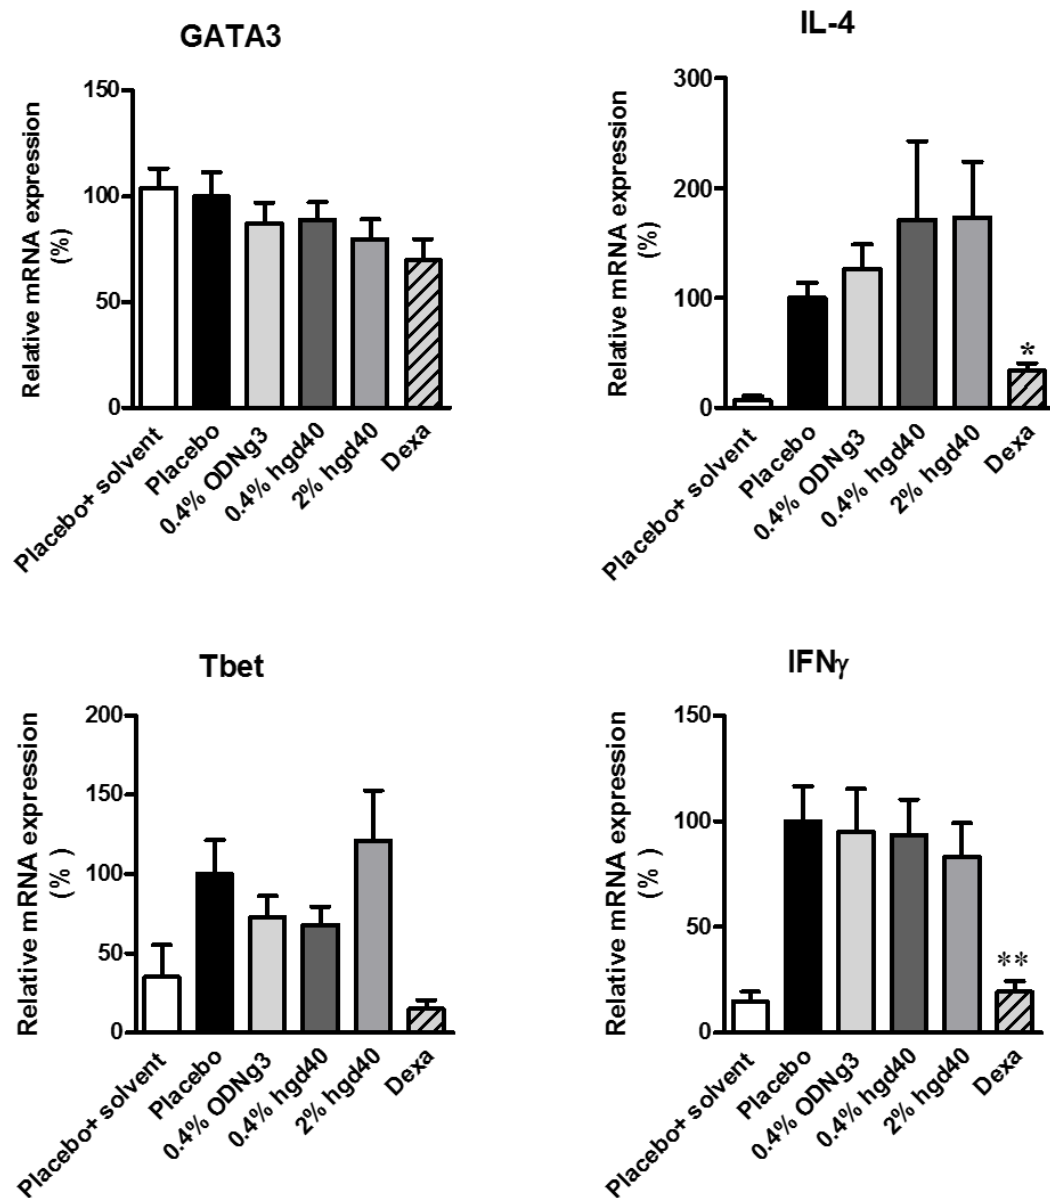 GATA3
Relative mRNA expression
(%)
150
100
50
0
Placebo+ solvent
Placebo
0.4% ODNg3
0.4% hgd40
2% hgd40
Dexa
IL-4
Relative mRNA expression
(%)
300
200
100
0
*
Placebo+ solvent
Placebo
0.4% ODNg3
0.4% hgd40
2% hgd40
Dexa
Tbet
Relative mRNA expression
(% )
200
150
100
50
0
Placebo+ solvent
Placebo
0.4% ODNg3
0.4% hgd40
2% hgd40
Dexa
IFNγ
Relative mRNA expression
(% )
150
100
50
0
**
Placebo+ solvent
Placebo
0.4% ODNg3
0.4% hgd40
2% hgd40
Dexa